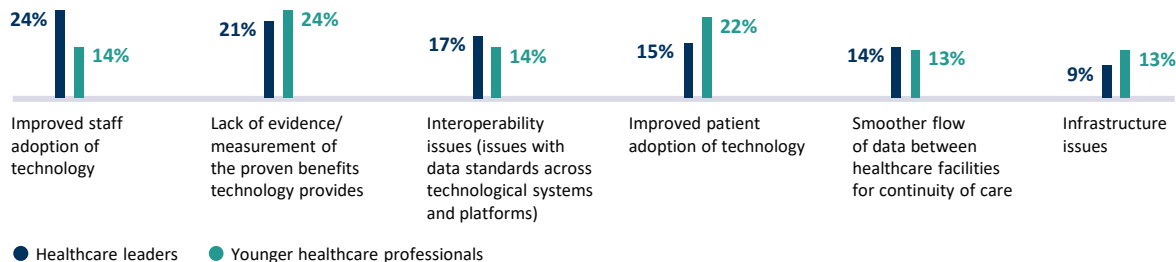 24%
14%
21%
24%
17%
14%
15%
22%
14%
13%
9%
13%
Improved staff
adoption of
technology
Lack of evidence/
measurement of
the proven benefits
technology provides
Interoperability
issues (issues with
data standards across
technological systems
and platforms)
Improved patient
adoption of technology
Smoother flow
of data between
healthcare facilities
for continuity of care
Infrastructure
issues
Healthcare leaders
Younger healthcare professionals